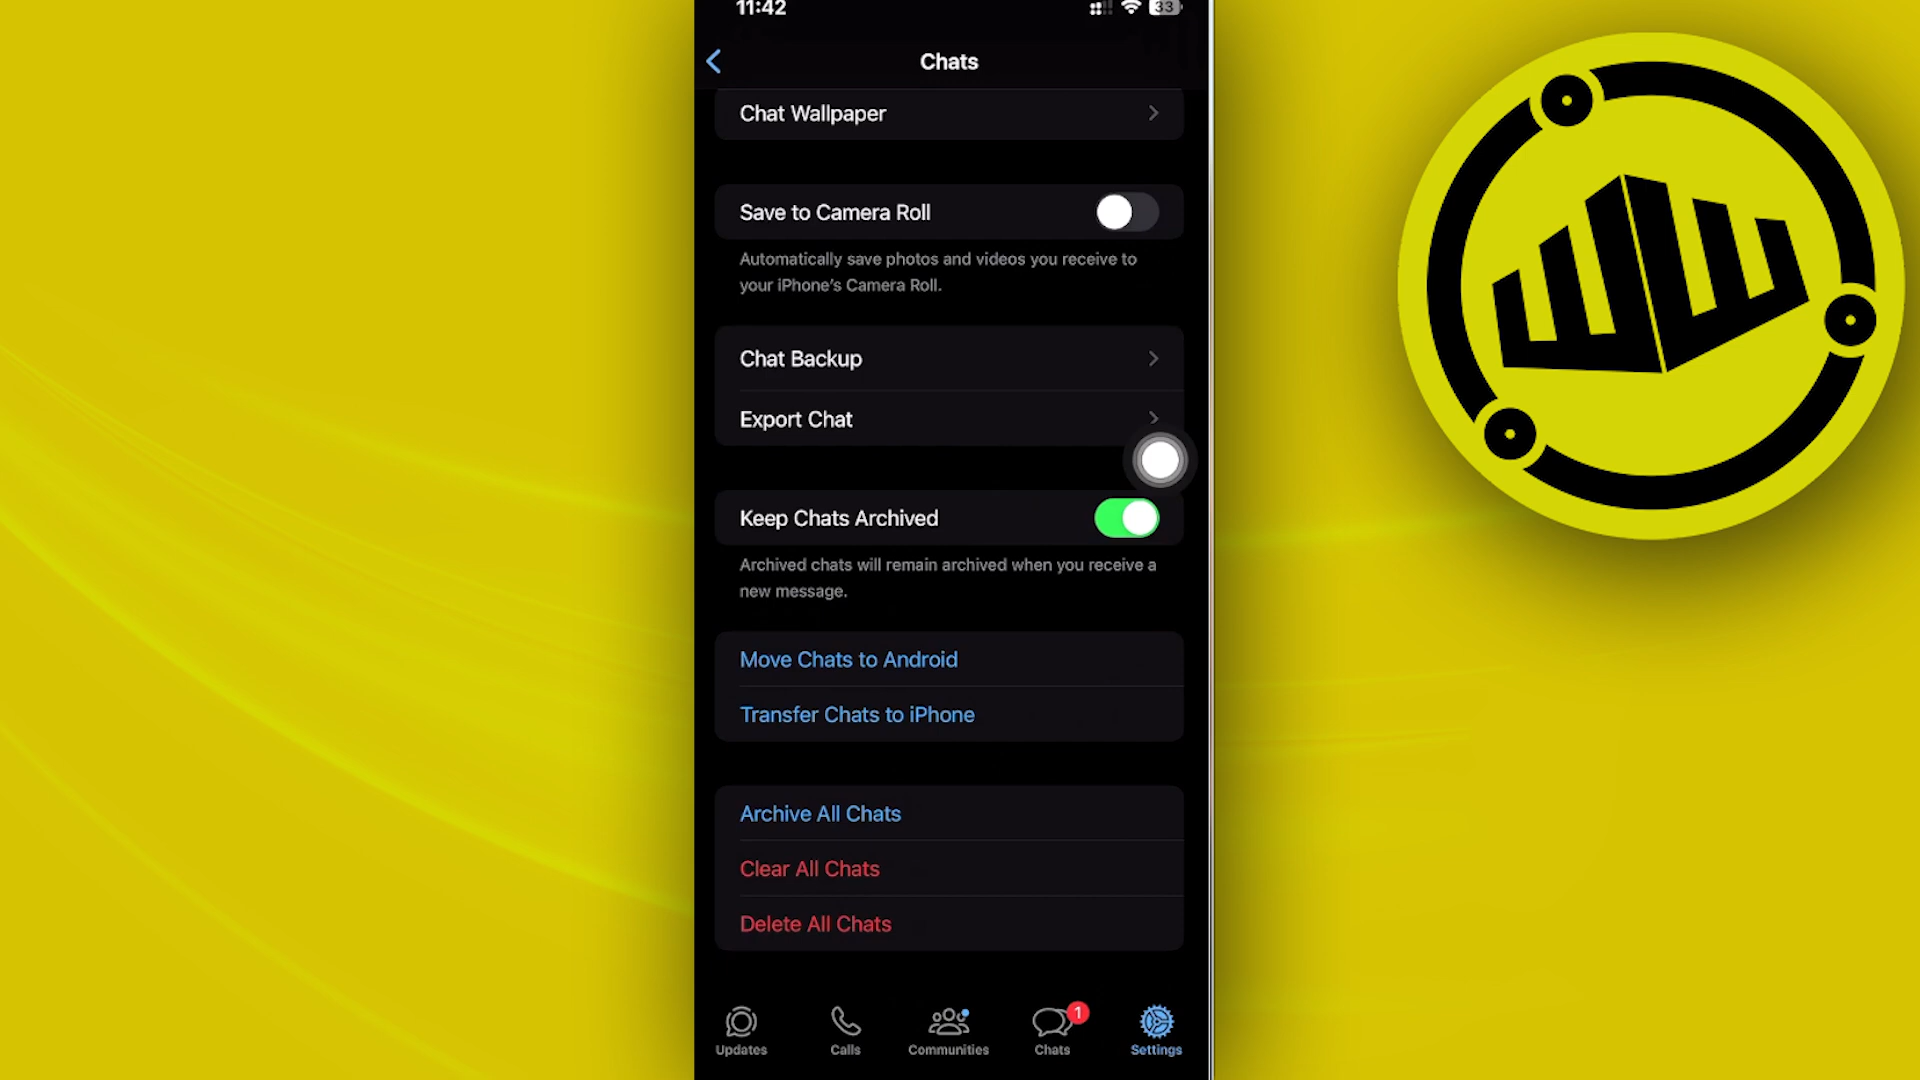 11:42
33
Chats
Chat Wallpaper
Save to Camera Roll
Automatically save photos and videos you receive to
your iPhone's Camera Roll.
Chat Backup
Export Chat
Keep Chats Archived
Archived chats will remain archived when you receive a
new message.
Move Chats to Android
Transfer Chats to iPhone
Archive All Chats
Clear All Chats
Delete All Chats
1
Updates
Calls
Communities
Chats
Settings